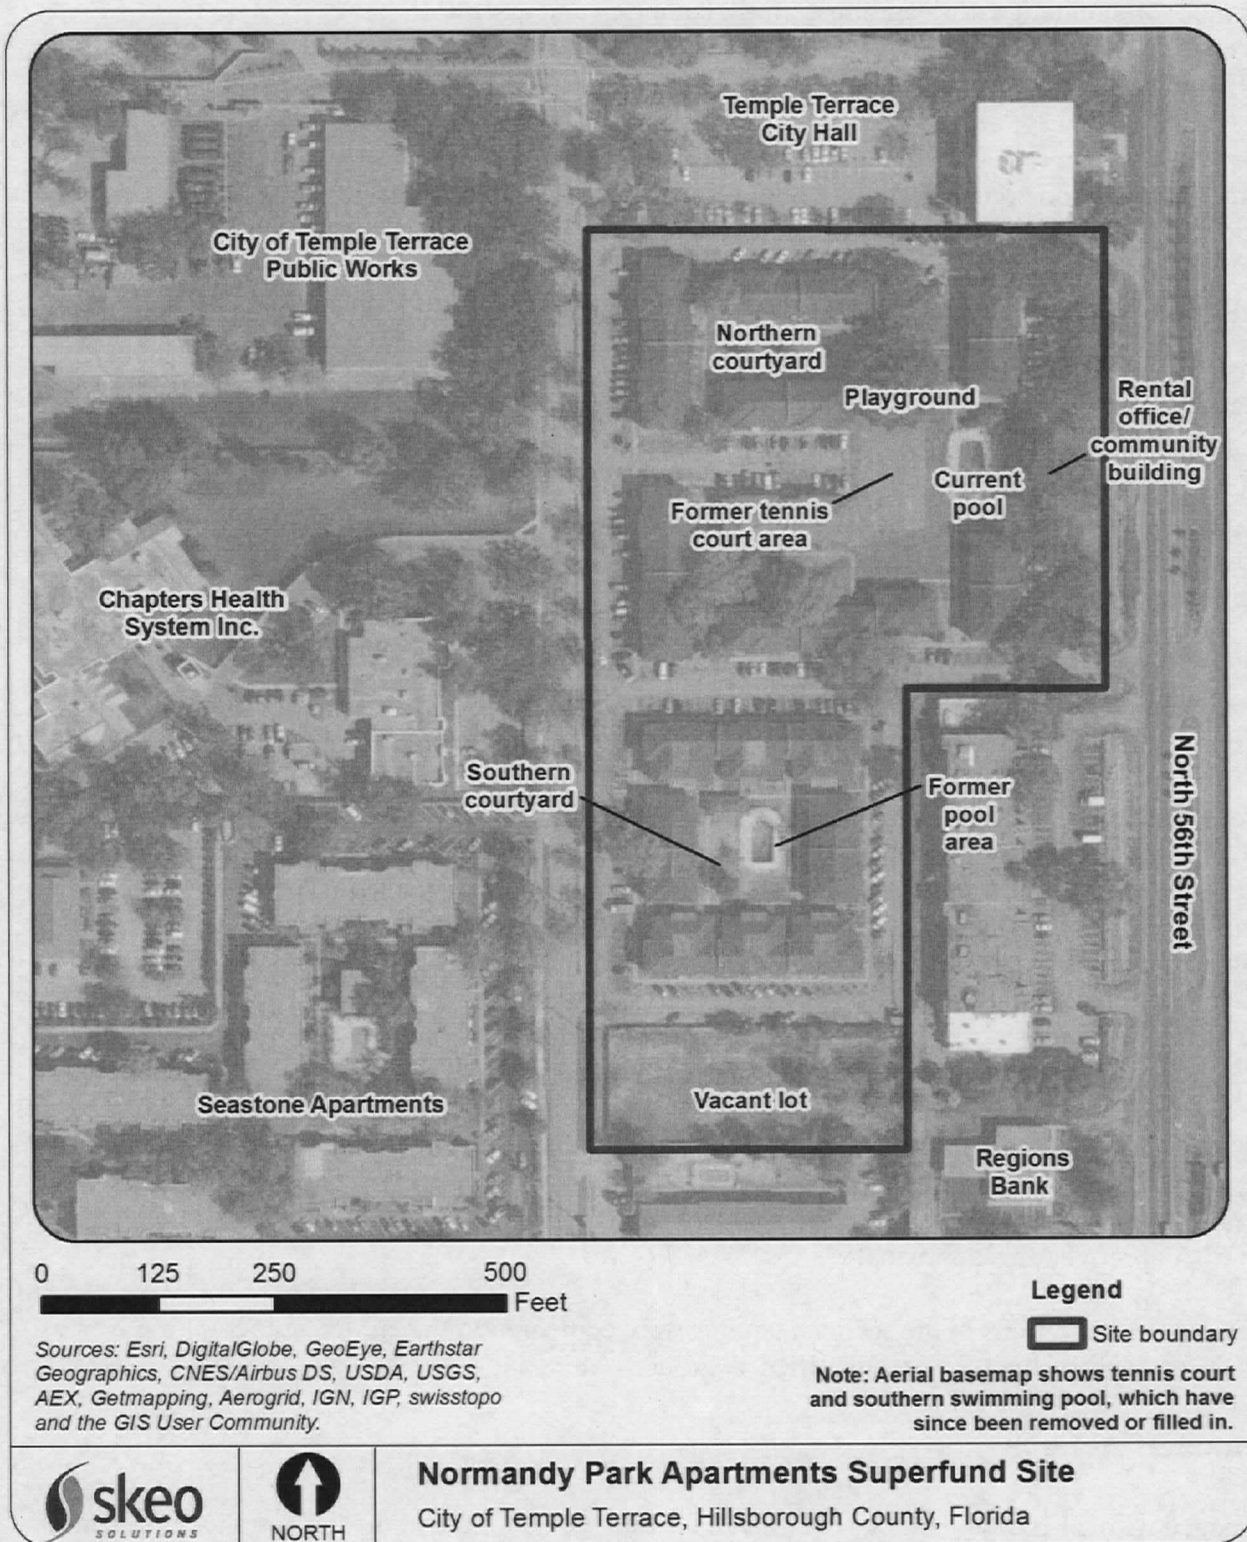 Temple Terrace
City Hall
City of Temple Terrace
Public Works
Northern
courtyard
Playground
Rental
office/
community
building
Current
pool
Former tennis
court area
Chapters Health
System Inc.
Southern
courtyard
Former
pool
area
North 56th Street
Seastone Apartments
Vacant lot
Regions
Bank
0 125 250 500
Feet
Legend
Site boundary
Sources: Esri, DigitalGlobe, GeoEye, Earthstar
Geographics, CNES/Airbus DS, USDA, USGS,
AEX, Getmapping, Aerogrid, IGN, IGP, swisstopo
and the GIS User Community.
Note: Aerial basemap shows tennis court
and southern swimming pool, which have
since been removed or filled in.
skeo
SOLUTIONS
NORTH
Normandy Park Apartments Superfund Site
City of Temple Terrace, Hillsborough County, Florida